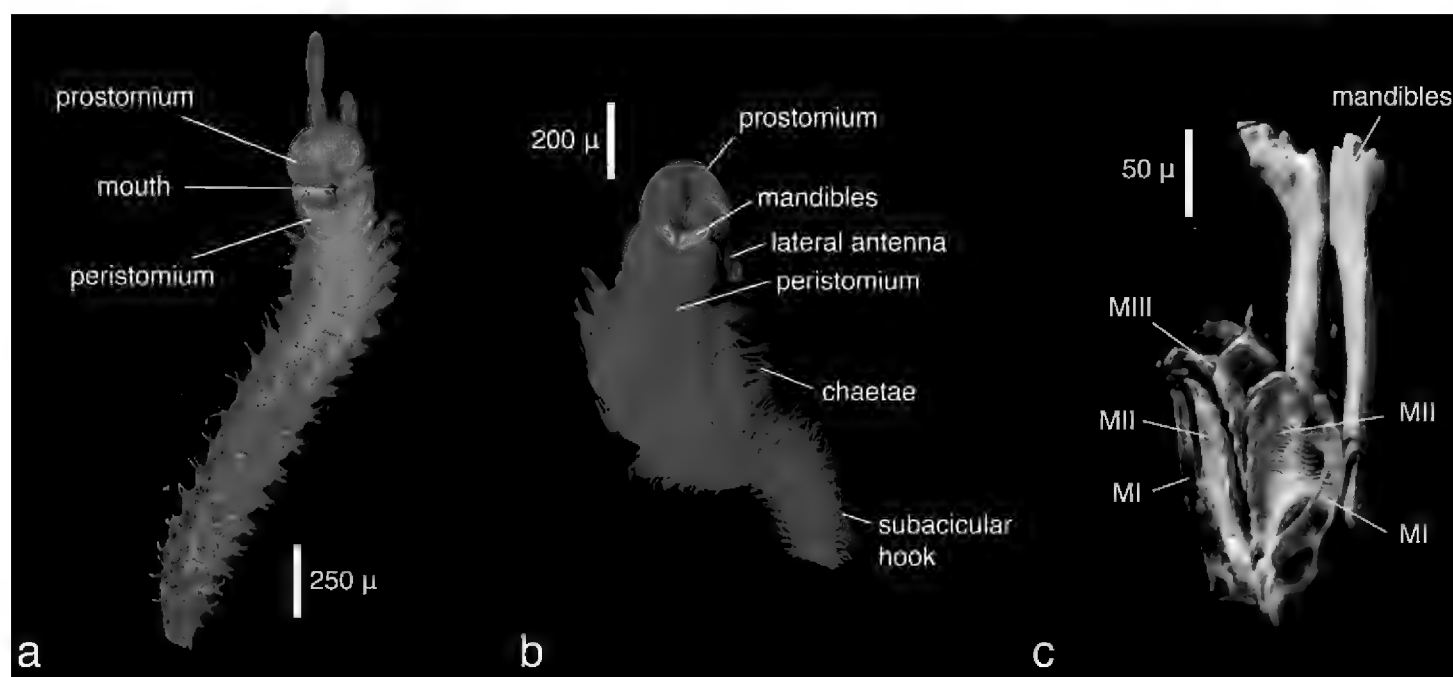 prostomium
mouth
peristomium
250 μ
a
200 μ
prostomium
mandibles
lateral antenna
peristomium
chaetae
subacicular
hook
b
mandibles
50 μ
MIII
MII
MII
MI
MI
c